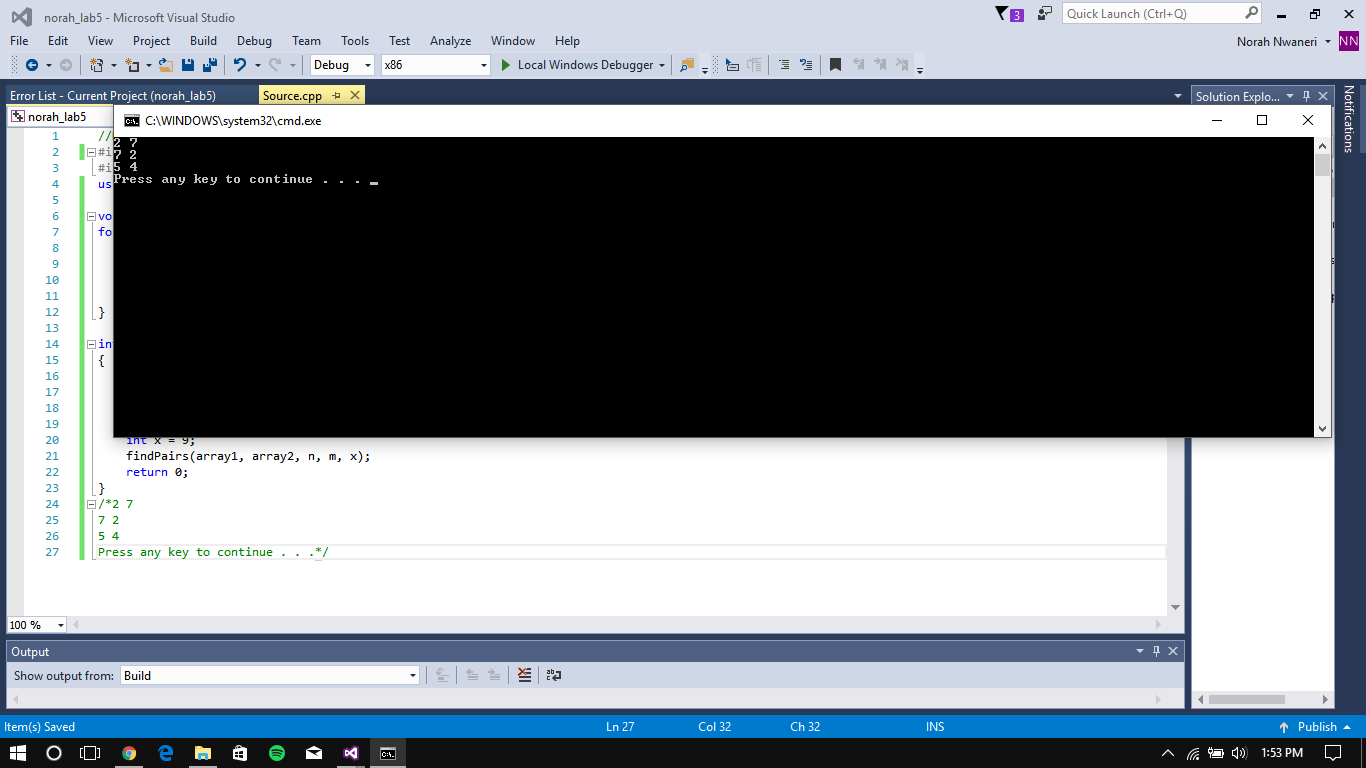 norah_lab5 - Microsoft Visual Studio
3
Quick Launch (Ctrl+Q)
File Edit View Project Build Debug Team Tools Test Analyze Window Help
Norah Nwaneri
NN
Debug
x86
Local Windows Debugger
Error List - Current Project (norah_lab5)
Source.cpp
Solution Explo...
Notifications
norah_lab5
C:\WINDOWS\system32\cmd.exe
C:\.
2 7
7 2
5 4
Press any key to continue . . . _
1 //
2 #i
3 #i
4 us
5
6 vo
7 fo
8
9
10
11
12 }
13
14 in
15 {
16
17
18
19
20 int x = 9;
21 findPairs(array1, array2, n, m, x);
22 return 0;
23 }
24 /*2 7
25 7 2
26 5 4
27 Press any key to continue . . .*/
100 %
Output
Show output from: Build
Item(s) Saved
Ln 27
Col 32
Ch 32
INS
Publish
C:\.
1:53 PM